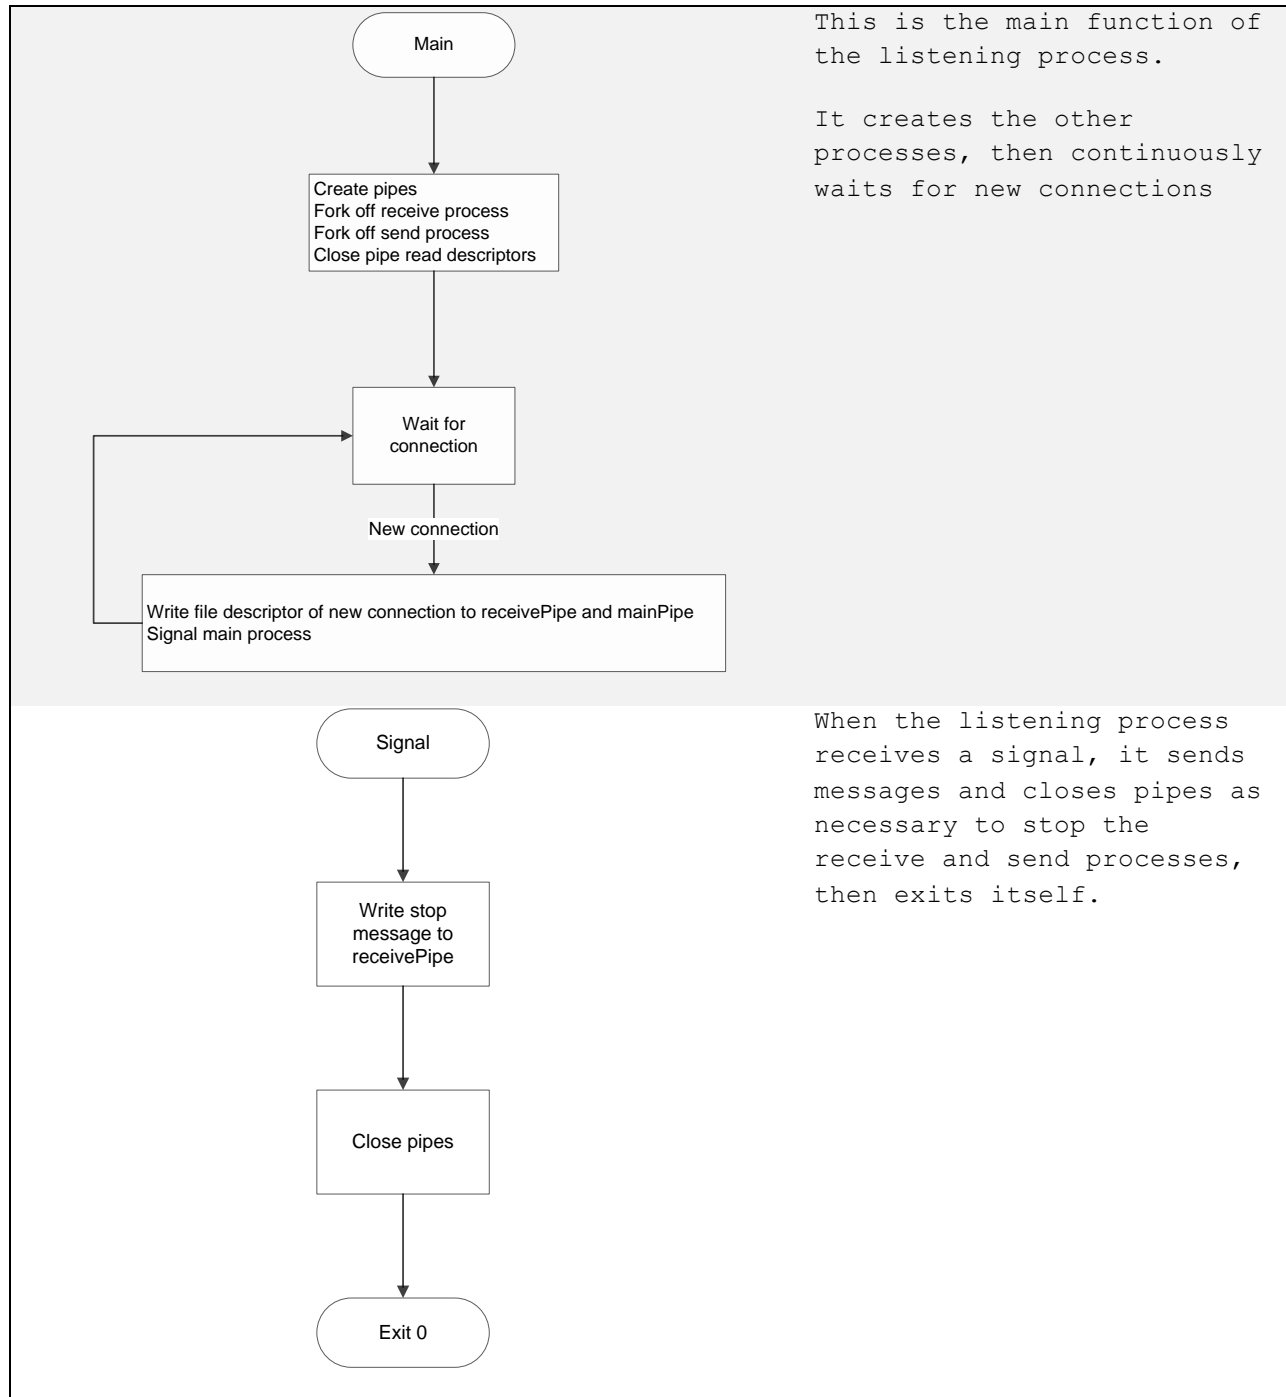 Main
This is the main function of
the listening process.
It creates the other
processes, then continuously
waits for new connections
Create pipes
Fork off receive process
Fork off send process
Close pipe read descriptors
Wait for
connection
New connection
Write file descriptor of new connection to receivePipe and mainPipe
Signal main process
Signal
When the listening process
receives a signal, it sends
messages and closes pipes as
necessary to stop the
receive and send processes,
then exits itself.
Write stop
message to
receivePipe
Close pipes
Exit 0